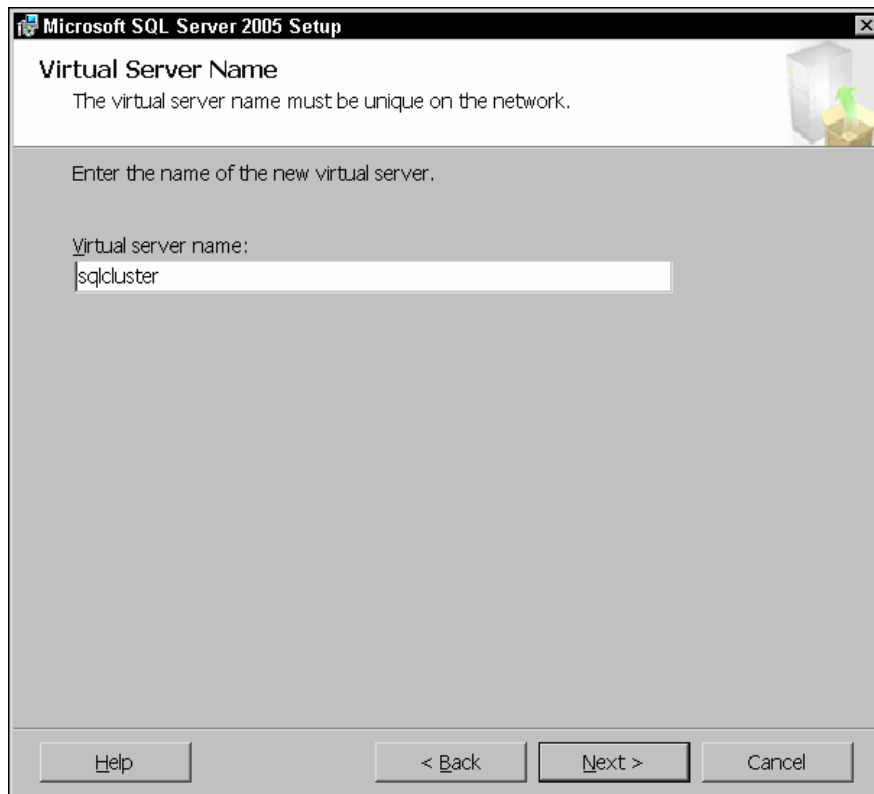 Microsoft SQL Server 2005 Setup
Virtual Server Name
The virtual server name must be unique on the network.
Enter the name of the new virtual server.
Virtual server name:
sqlcluster
Help < Back Next > Cancel